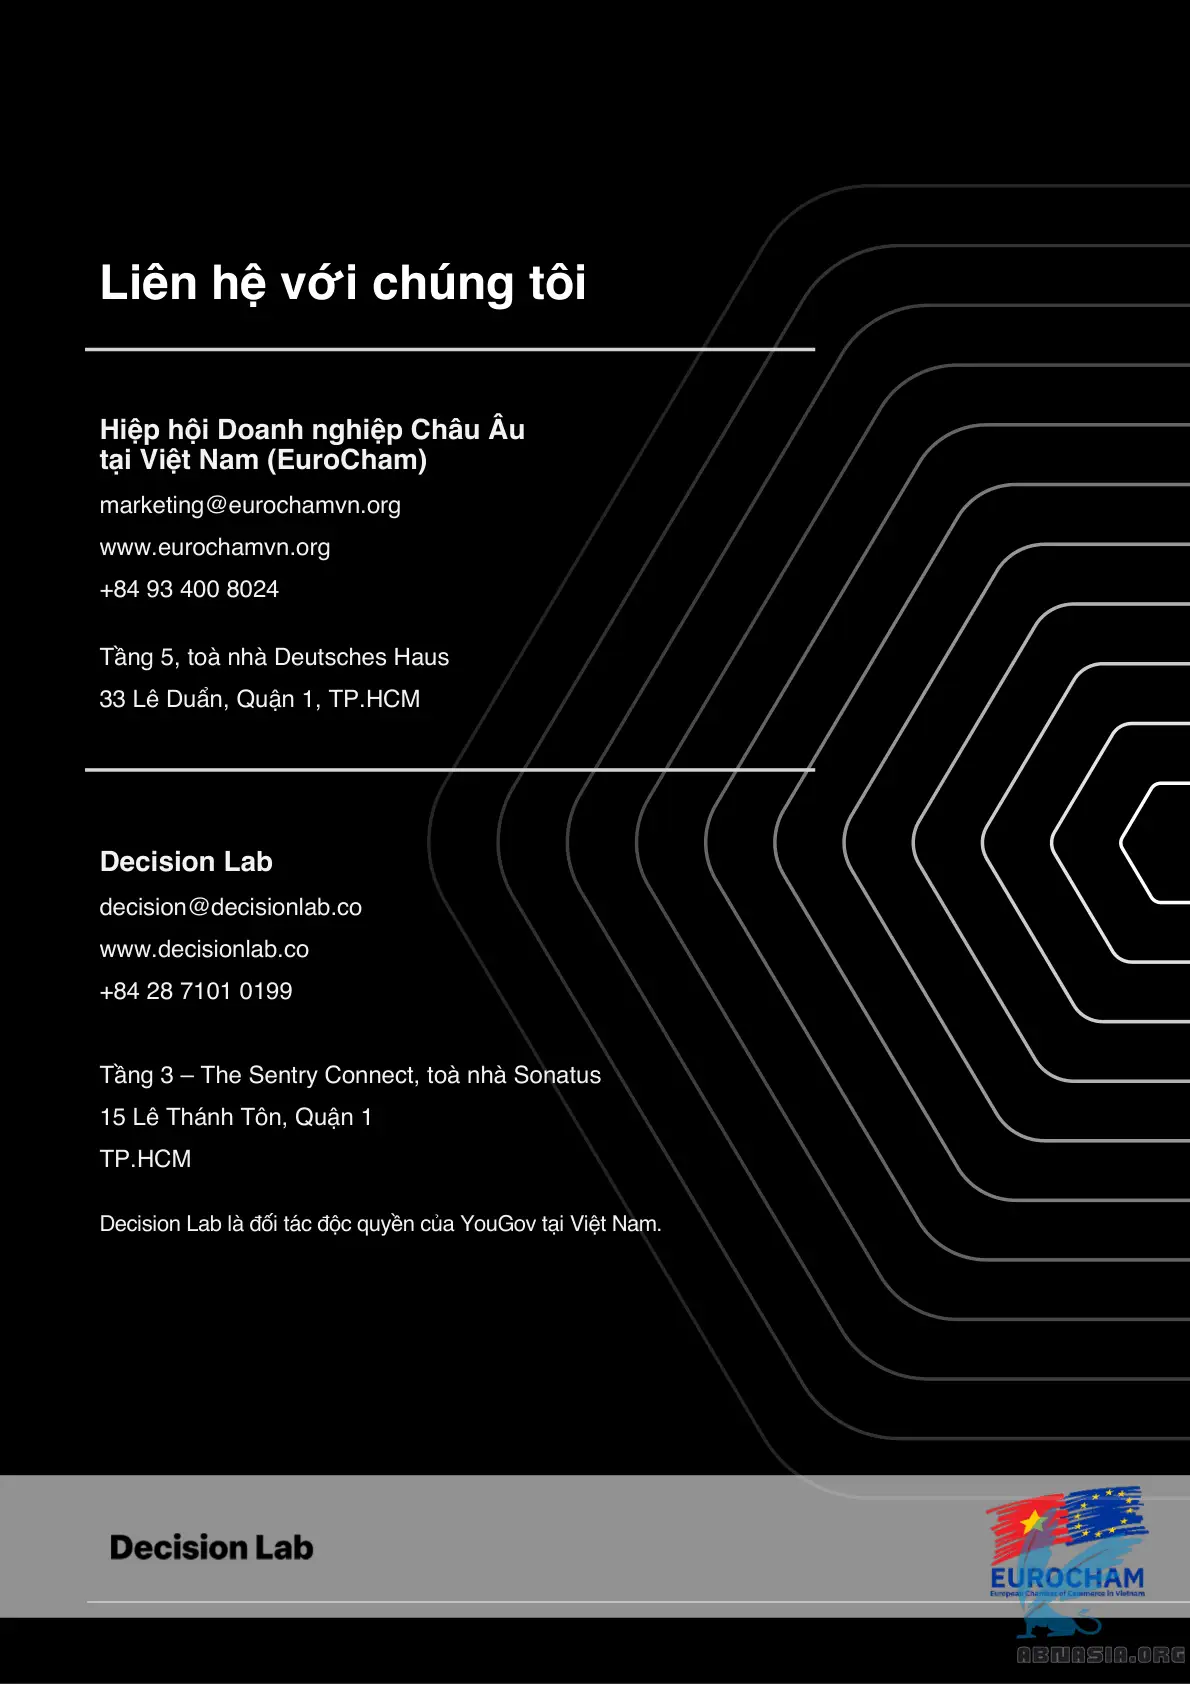 Liên hệ với chúng tôi
Hiệp hội Doanh nghiệp Châu Âu
tại Việt Nam (EuroCham)
marketing@eurochamvn.org
www.eurochamvn.org
+84 93 400 8024
Tầng 5, toà nhà Deutsches Haus
33 Lê Duẩn, Quận 1, TP.HCM
Decision Lab
decision@decisionlab.co
www.decisionlab.co
+84 28 7101 0199
Tầng 3 – The Sentry Connect, toà nhà Sonatus
15 Lê Thánh Tôn, Quận 1
TP.HCM
Decision Lab là đối tác độc quyền của YouGov tại Việt Nam.
Decision Lab
EUROCHAM
European Chamber of Commerce in Vietnam
ABNASIA.ORG